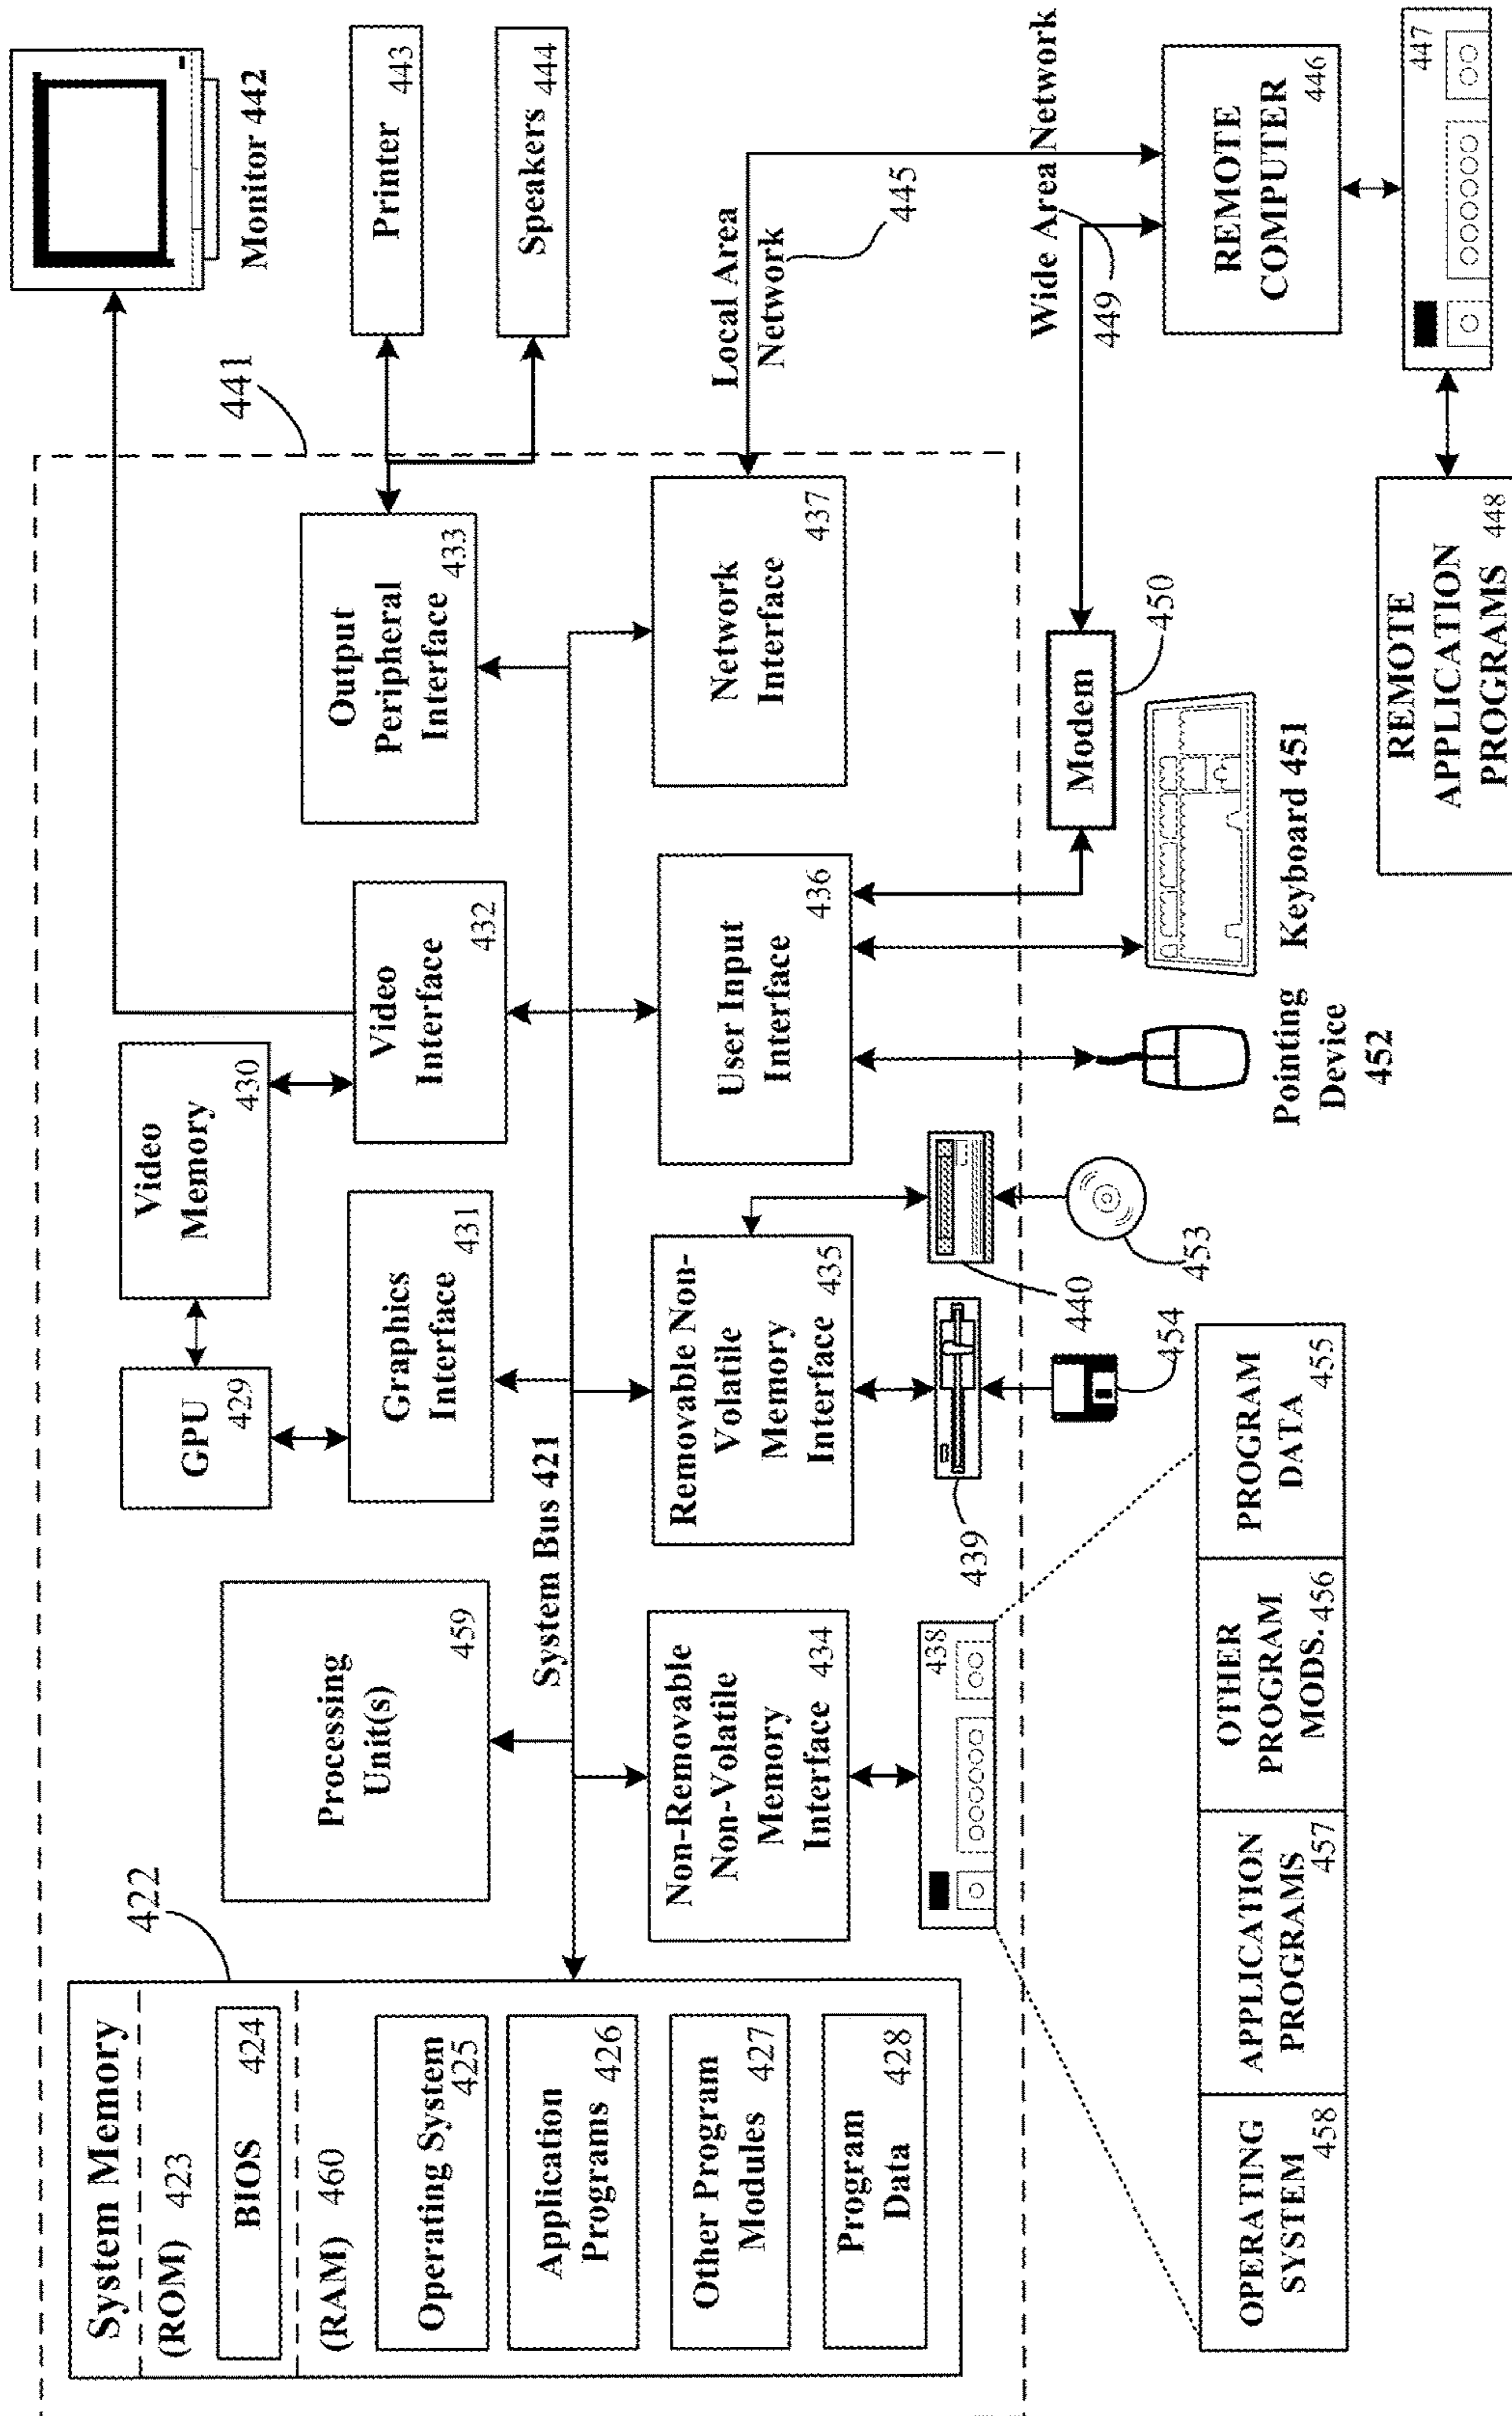 System Memory
(ROM) 423
BIOS 424
(RAM) 460
Operating System
425
Application
Programs 426
Other Program
Modules 427
Program
Data 428
422
Processing
Unit(s)
459
GPU
429
Video
Memory
430
Graphics
Interface
431
Video
Interface
432
Output
Peripheral
Interface 433
441
Monitor 442
Printer
443
Speakers
444
System Bus 421
Non-Removable
Non-Volatile
Memory
Interface 434
Removable Non-
Volatile
Memory
Interface 435
User Input
Interface
436
Network
Interface
437
Local Area
Network
445
438
439
440
454
453
Pointing
Device
452
Keyboard 451
Modem
450
Wide Area Network
449
REMOTE
COMPUTER
446
447
REMOTE
APPLICATION
PROGRAMS 448
OPERATING
SYSTEM
458
APPLICATION
PROGRAMS
457
OTHER
PROGRAM
MODS. 456
PROGRAM
DATA
455